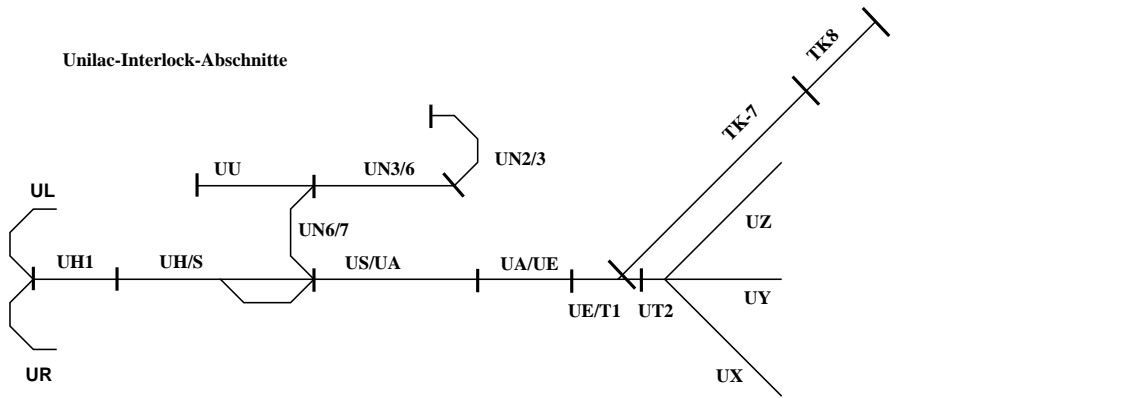 TK8
Unilac-Interlock-Abschnitte
TK-7
UN2/3
UU
UN3/6
UL
UN6/7
UZ
UH1
UH/S
US/UA
UA/UE
UY
UE/T1
UT2
UR
UX